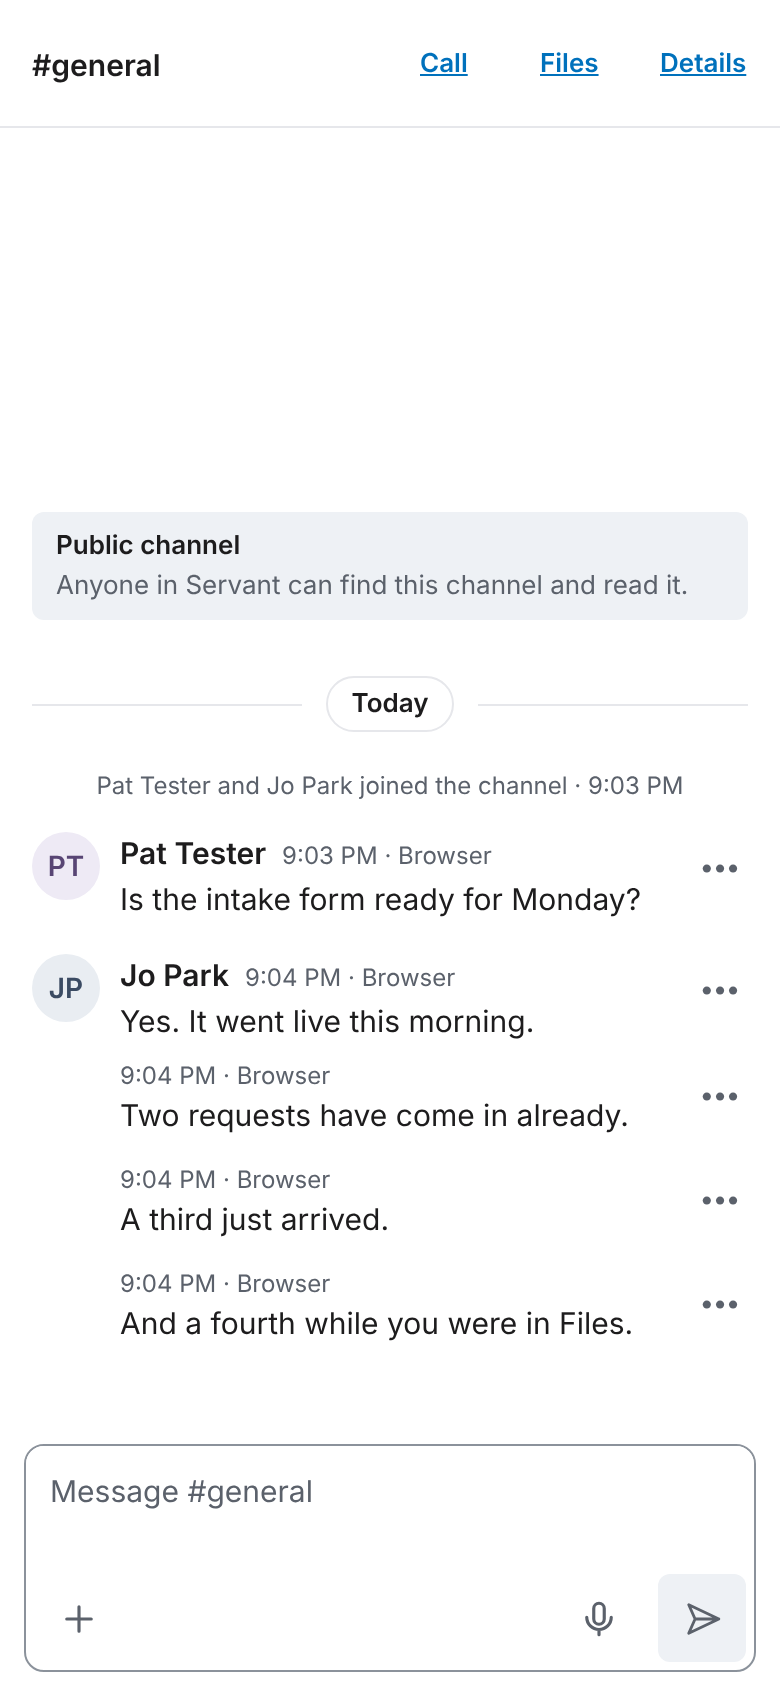 #general
Call
Files
Details
Public channel
Anyone in Servant can find this channel and read it.
Today
Pat Tester and Jo Park joined the channel · 9:03 PM
PT
Pat Tester 9:03 PM · Browser
Is the intake form ready for Monday?
JP
Jo Park 9:04 PM · Browser
Yes. It went live this morning.
9:04 PM · Browser
Two requests have come in already.
9:04 PM · Browser
A third just arrived.
9:04 PM · Browser
And a fourth while you were in Files.
Message #general